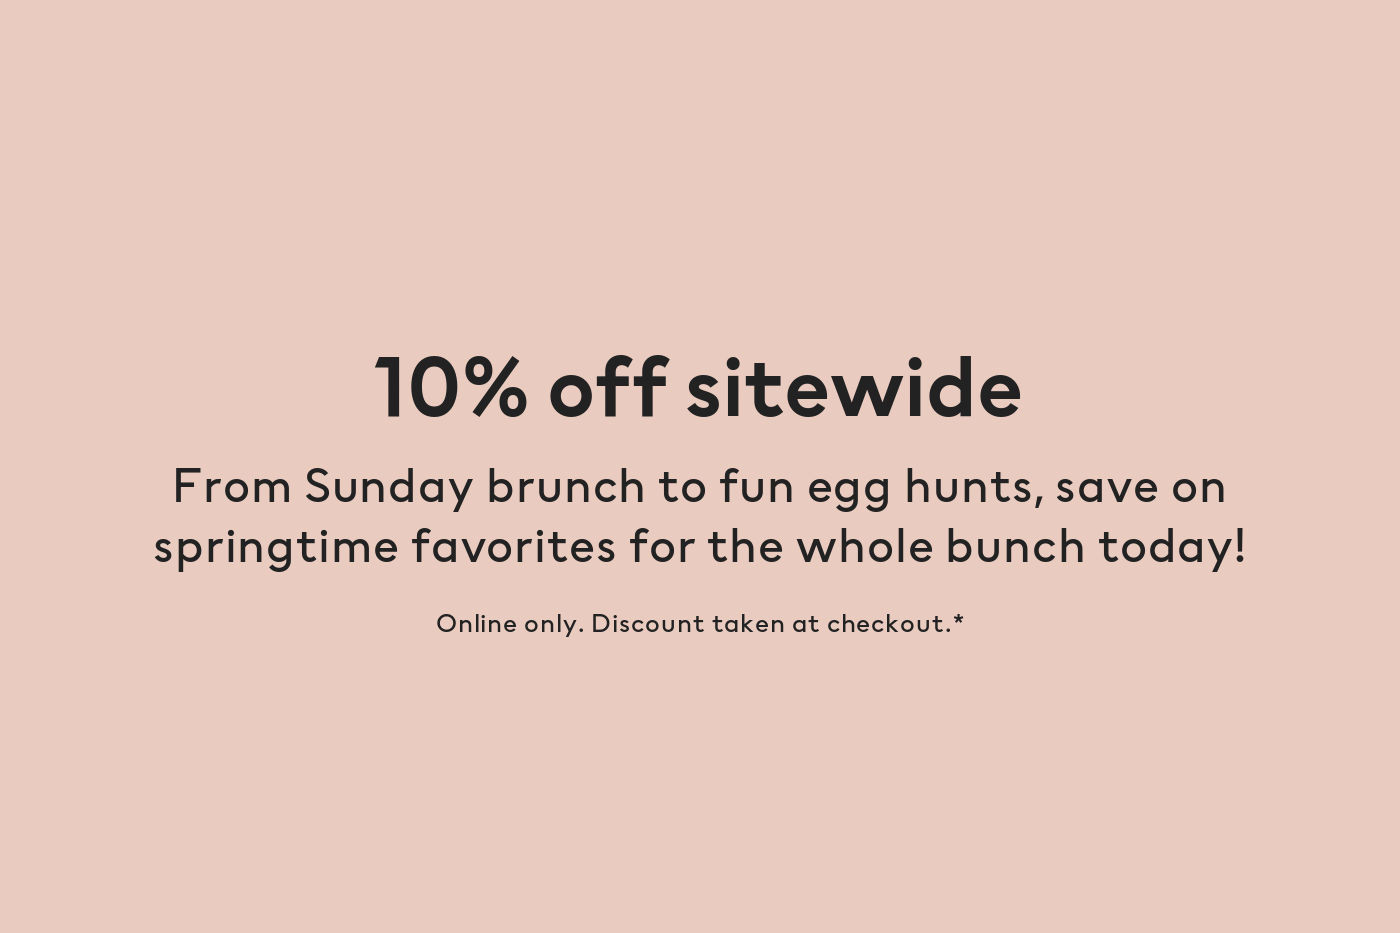 10% off sitewide
From Sunday brunch to fun egg hunts, save on
springtime favorites for the whole bunch today!
Online only. Discount taken at checkout.*